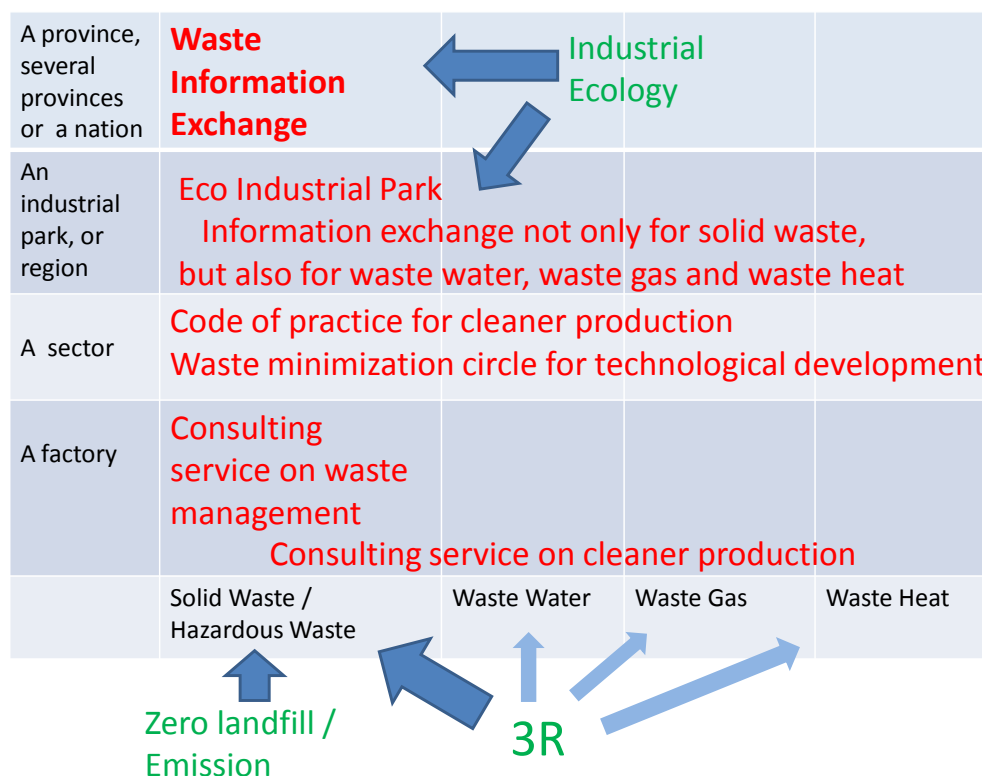 A province,
several
provinces
or a nation
Waste
Information
Exchange
Industrial
Ecology
An
industrial
park, or
region
Eco Industrial Park
Information exchange not only for solid waste,
but also for waste water, waste gas and waste heat
A sector
Code of practice for cleaner production
Waste minimization circle for technological development
A factory
Consulting
service on waste
management
Consulting service on cleaner production
Solid Waste /
Hazardous Waste
Waste Water
Waste Gas
Waste Heat
Zero landfill /
Emission
3R